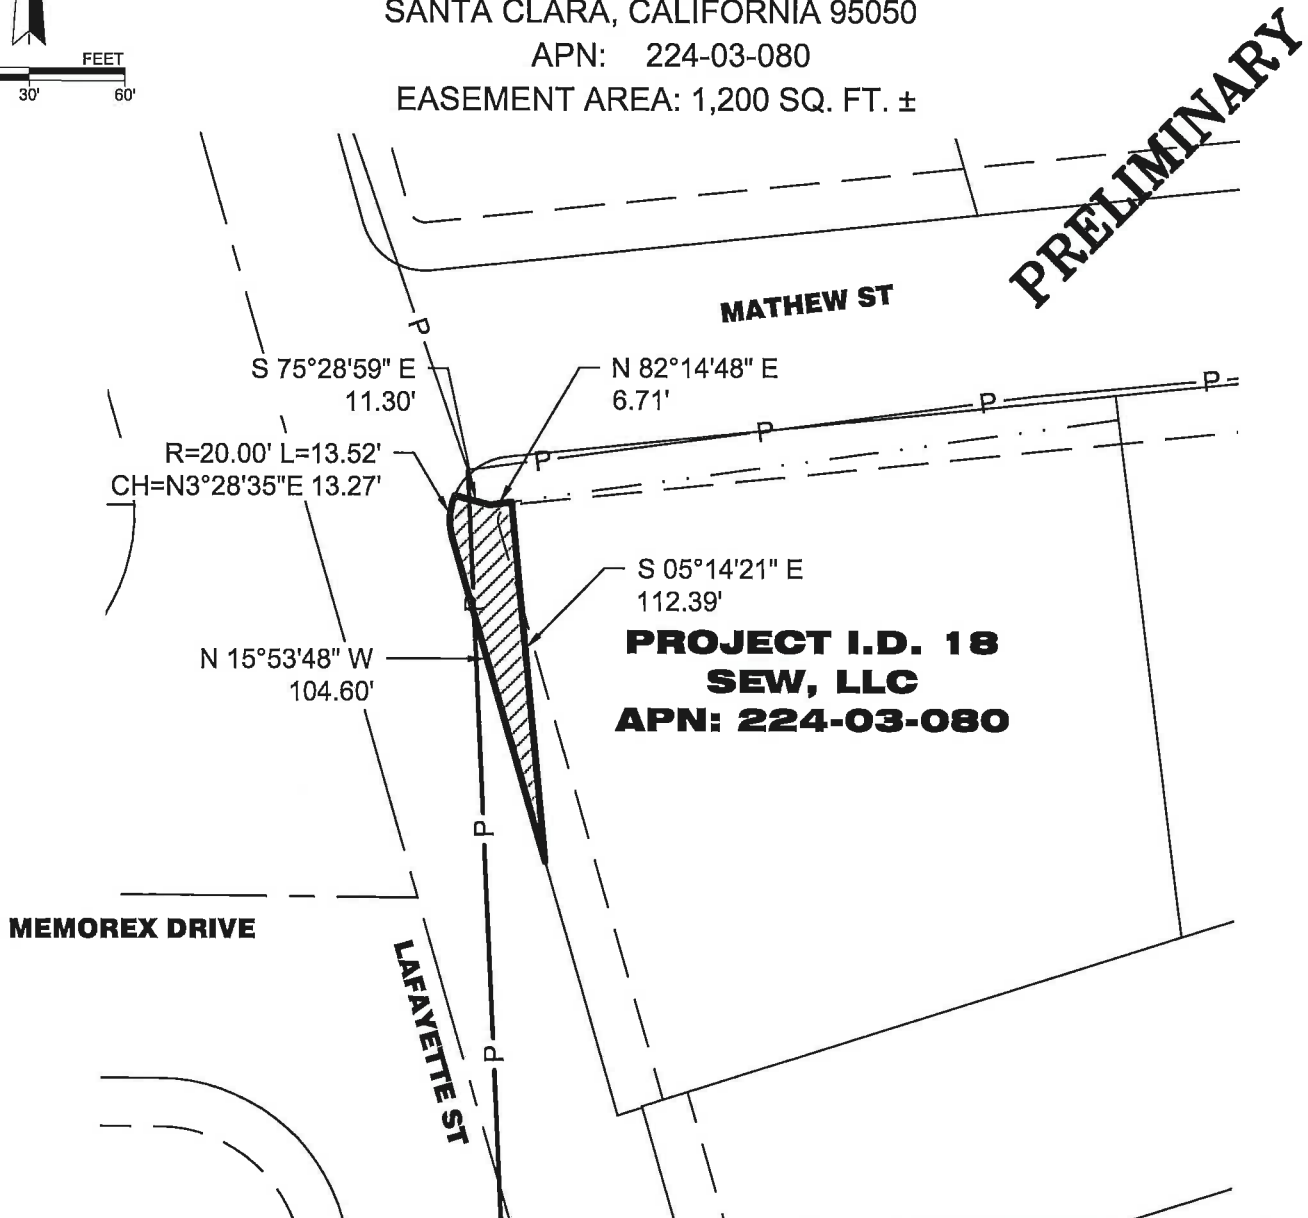 SANTA CLARA, CALIFORNIA 95050
APN: 224-03-080
EASEMENT AREA: 1,200 SQ. FT. ±
FEET
30' 60'
PRELIMINARY
MATHEW ST
P
S 75°28'59" E
11.30'
N 82°14'48" E
6.71'
P
P
P
P
R=20.00' L=13.52'
CH=N3°28'35"E 13.27'
S 05°14'21" E
112.39'
P
PROJECT I.D. 18
SEW, LLC
APN: 224-03-080
N 15°53'48" W
104.60'
P
MEMOREX DRIVE
LAFAYETTE ST
P